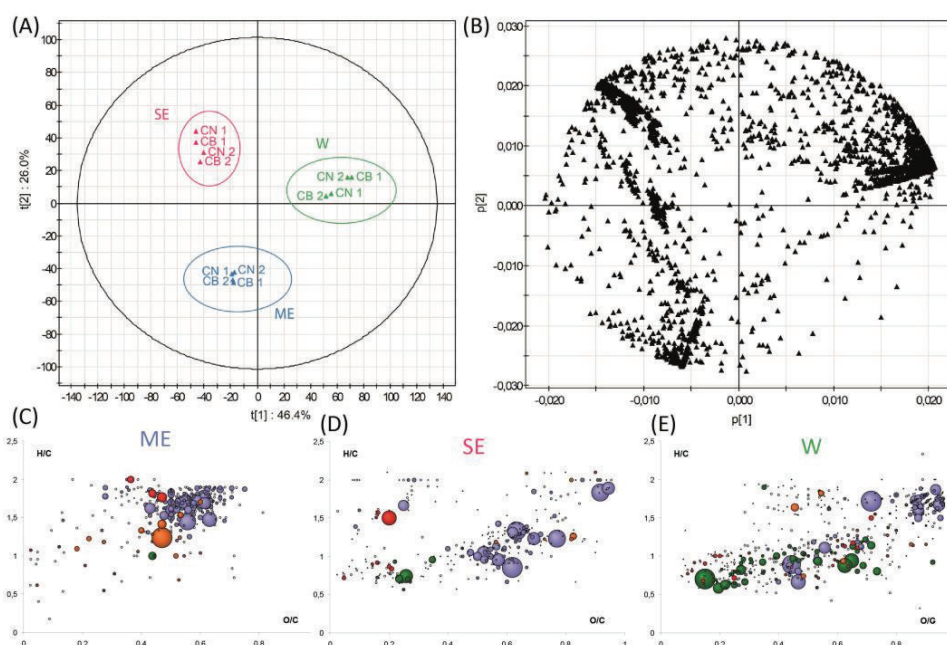 (A)
100
80
60
40
20
0
-20
-40
-60
-80
-100
t[2] : 26.0%
SE
CN 1
CB 1
CN 2
CB 2
W
CN 2 CB 1
CB 2 CN 1
CN 1 CN 2
CB 2 CB 1
ME
-140 -120 -100 -80 -60 -40 -20 0 20 40 60 80 100 120 140
t[1] : 46.4%
(B)
0,030
0,020
0,010
0,000
-0,010
-0,020
-0,030
p[2]
-0,020 -0,010 0,000 0,010 0,020
p[1]
(C)
ME
2,5
H/C
2
1,5
1
0,5
0
O/C
0 0.2 0.4 0.6 0.8
(D)
SE
2,5
H/C
2
1,5
1
0,5
0
O/C
0 0.2 0.4 0.6 0.8 1
(E)
W
2,5
H/C
2
1,5
1
0,5
0
O/C
0 0.2 0.4 0.6 0.8